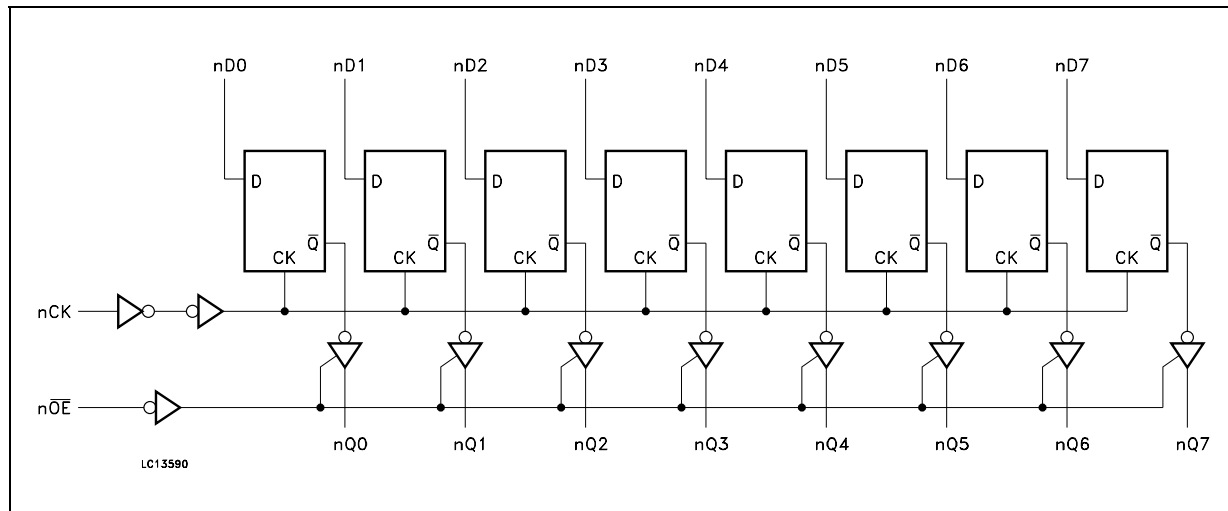 nD0 nD1 nD2 nD3 nD4 nD5 nD6 nD7
D D D D D D D D
Q̅ Q̅ Q̅ Q̅ Q̅ Q̅ Q̅ Q̅
CK CK CK CK CK CK CK CK
nCK
nO̅E̅
nQ0 nQ1 nQ2 nQ3 nQ4 nQ5 nQ6 nQ7
LC13590